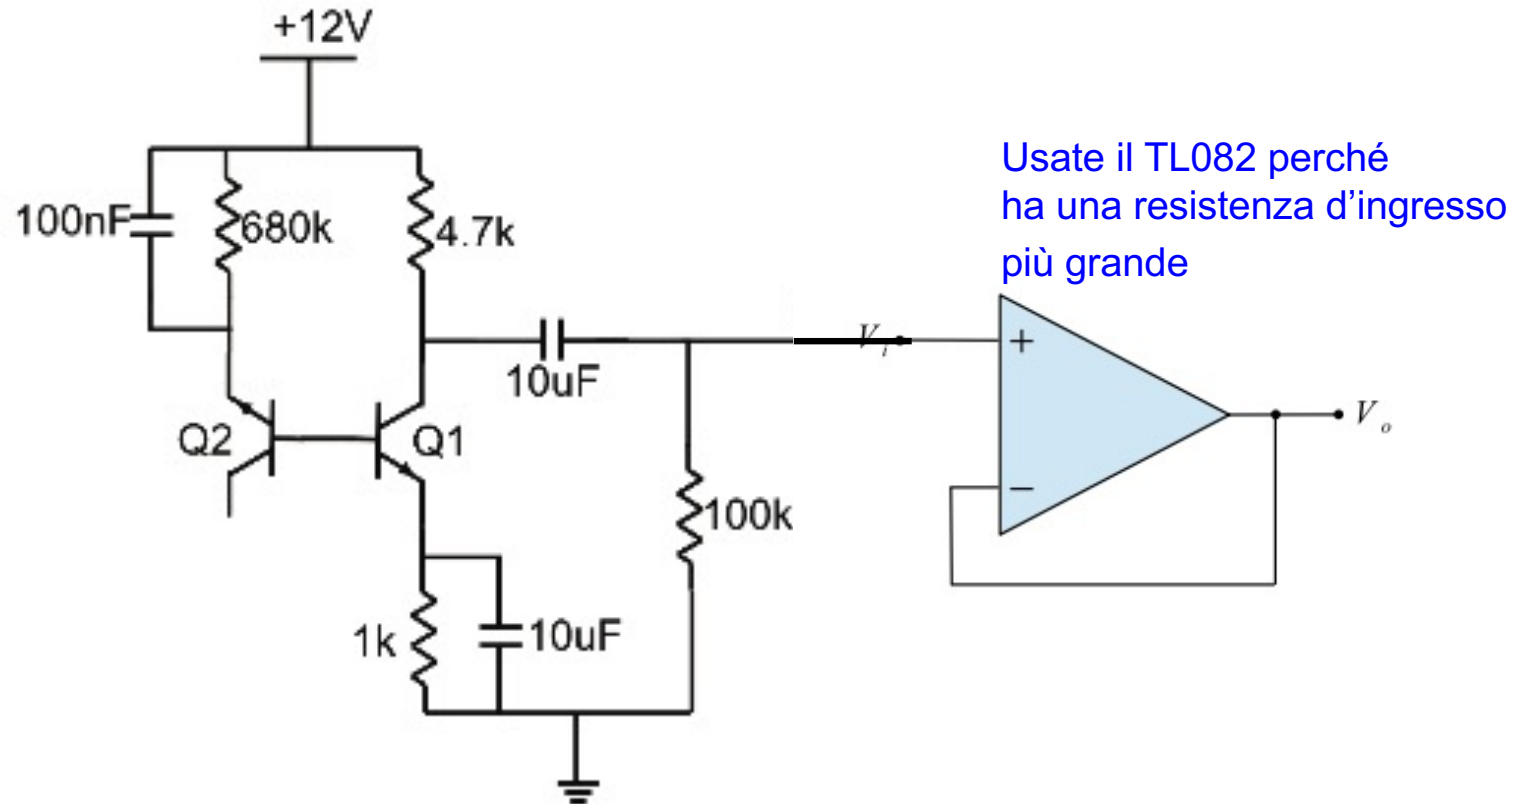 +12V
Usate il TL082 perché
ha una resistenza d’ingresso
più grande
100nF
680k
4.7k
10uF
V i
+
Q2
Q1
V o
−
100k
1k
10uF